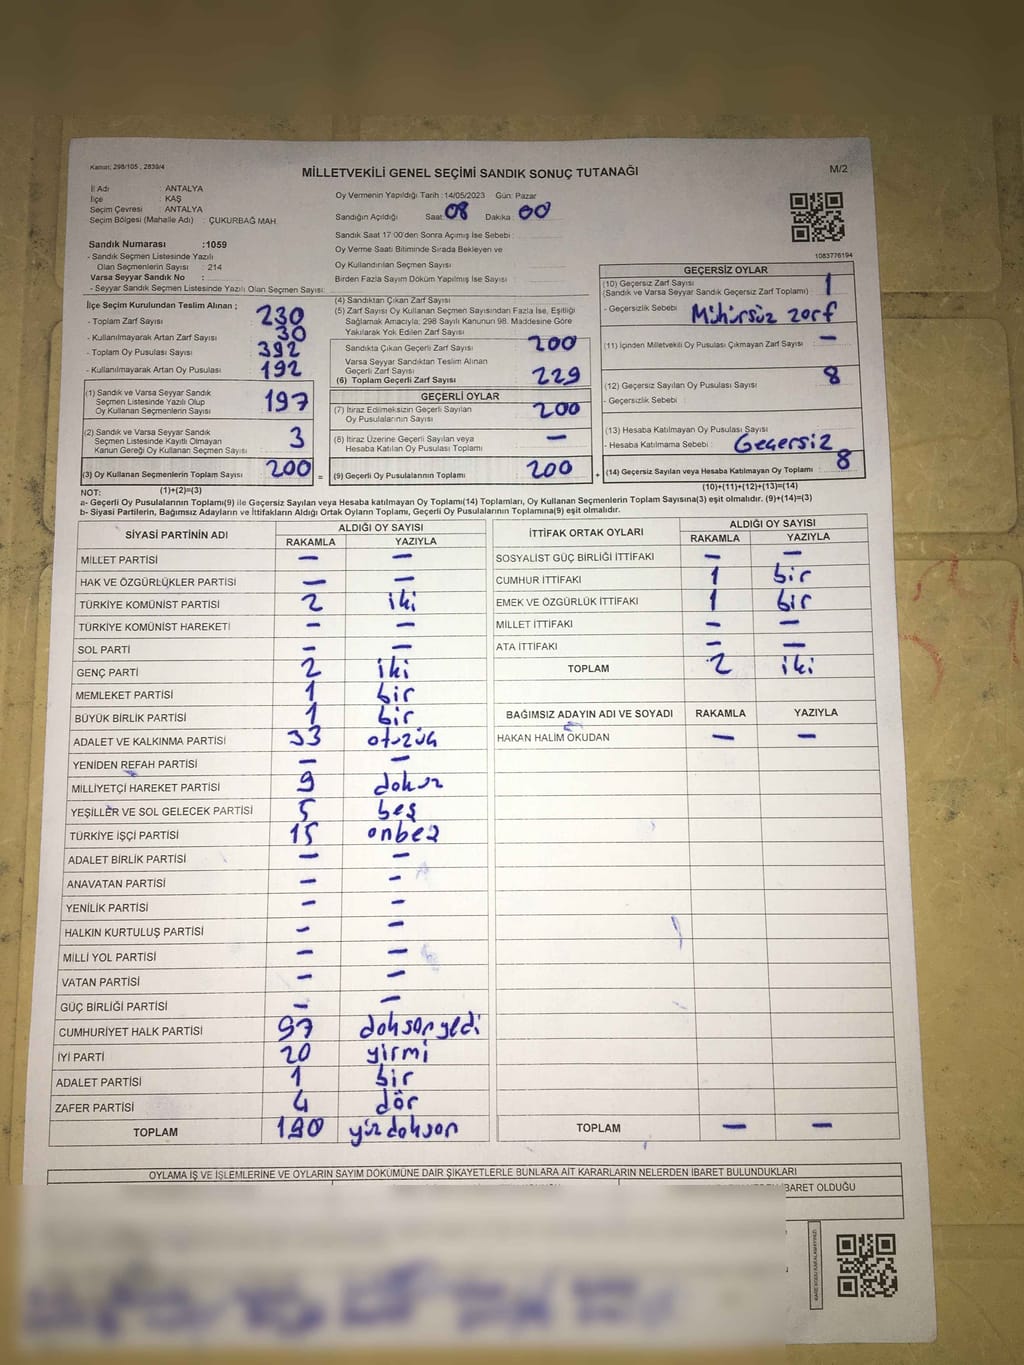 Kanun: 298/105 , 2839/4
MİLLETVEKİLİ GENEL SEÇİMİ SANDIK SONUÇ TUTANAĞI
M/2
İl Adı : ANTALYA
İlçe : KAŞ
Seçim Çevresi : ANTALYA
Seçim Bölgesi (Mahalle Adı) : ÇUKURBAĞ MAH.
Sandık Numarası :1059
- Sandık Seçmen Listesinde Yazılı
Olan Seçmenlerin Sayısı : 214
Varsa Seyyar Sandık No :
- Seyyar Sandık Seçmen Listesinde Yazılı Olan Seçmen Sayısı:
Oy Vermenin Yapıldığı Tarih : 14/05/2023 Gün: Pazar
Sandığın Açıldığı Saat: 08 Dakika : 00
Sandık Saat 17:00'den Sonra Açımış İse Sebebi :
Oy Verme Saati Bitiminde Sırada Bekleyen ve
Oy Kullandırılan Seçmen Sayısı :
Birden Fazla Sayım Döküm Yapılmış İse Sayısı :
1083776194
İlçe Seçim Kurulundan Teslim Alınan ;
- Toplam Zarf Sayısı 230
- Kullanılmayarak Artan Zarf Sayısı 30
- Toplam Oy Pusulası Sayısı 392
- Kullanılmayarak Artan Oy Pusulası 192
(1) Sandık ve Varsa Seyyar Sandık
Seçmen Listesinde Yazılı Olup
Oy Kullanan Seçmenlerin Sayısı 197
(2) Sandık ve Varsa Seyyar Sandık
Seçmen Listesinde Kayıtlı Olmayan
Kanun Gereği Oy Kullanan Seçmen Sayısı 3
(3) Oy Kullanan Seçmenlerin Toplam Sayısı 200 =
(4) Sandıktan Çıkan Zarf Sayısı
(5) Zarf Sayısı Oy Kullanan Seçmen Sayısından Fazla İse, Eşitliği
Sağlamak Amacıyla, 298 Sayılı Kanunun 98. Maddesine Göre
Yakılarak Yok Edilen Zarf Sayısı
Sandıkta Çıkan Geçerli Zarf Sayısı 200
Varsa Seyyar Sandıktan Teslim Alınan
Geçerli Zarf Sayısı
(6) Toplam Geçerli Zarf Sayısı 229
GEÇERLİ OYLAR
(7) İtiraz Edilmeksizin Geçerli Sayılan
Oy Pusulalarının Sayısı 200
(8) İtiraz Üzerine Geçerli Sayılan veya
Hesaba Katılan Oy Pusulası Toplamı —
(9) Geçerli Oy Pusulalarının Toplamı 200 +
GEÇERSİZ OYLAR
(10) Geçersiz Zarf Sayısı
(Sandık ve Varsa Seyyar Sandık Geçersiz Zarf Toplamı) 1
- Geçersizlik Sebebi : Mühürsüz zarf
(11) İçinden Milletvekili Oy Pusulası Çıkmayan Zarf Sayısı —
(12) Geçersiz Sayılan Oy Pusulası Sayısı 8
- Geçersizlik Sebebi :
(13) Hesaba Katılmayan Oy Pusulası Sayısı
- Hesaba Katılmama Sebebi : Geçersiz
(14) Geçersiz Sayılan veya Hesaba Katılmayan Oy Toplamı 8
NOT: (1)+(2)=(3)
(10)+(11)+(12)+(13)=(14)
a- Geçerli Oy Pusulalarının Toplamı(9) ile Geçersiz Sayılan veya Hesaba katılmayan Oy Toplamı(14) Toplamları, Oy Kullanan Seçmenlerin Toplam Sayısına(3) eşit olmalıdır. (9)+(14)=(3)
b- Siyasi Partilerin, Bağımsız Adayların ve İttifakların Aldığı Ortak Oyların Toplamı, Geçerli Oy Pusulalarının Toplamına(9) eşit olmalıdır.
SİYASİ PARTİNİN ADI ALDIĞI OY SAYISI
RAKAMLA YAZIYLA
MİLLET PARTİSİ — —
HAK VE ÖZGÜRLÜKLER PARTİSİ — —
TÜRKİYE KOMÜNİST PARTİSİ 2 iki
TÜRKİYE KOMÜNİST HAREKETİ — —
SOL PARTİ — —
GENÇ PARTİ 2 iki
MEMLEKET PARTİSİ 1 bir
BÜYÜK BİRLİK PARTİSİ 1 bir
ADALET VE KALKINMA PARTİSİ 33 otuzüç
YENİDEN REFAH PARTİSİ — —
MİLLİYETÇİ HAREKET PARTİSİ 9 dokuz
YEŞİLLER VE SOL GELECEK PARTİSİ 5 beş
TÜRKİYE İŞÇİ PARTİSİ 15 onbeş
ADALET BİRLİK PARTİSİ — —
ANAVATAN PARTİSİ — —
YENİLİK PARTİSİ — —
HALKIN KURTULUŞ PARTİSİ — —
MİLLİ YOL PARTİSİ — —
VATAN PARTİSİ — —
GÜÇ BİRLİĞİ PARTİSİ — —
CUMHURİYET HALK PARTİSİ 97 doksanyedi
İYİ PARTİ 20 yirmi
ADALET PARTİSİ 1 bir
ZAFER PARTİSİ 4 dör
TOPLAM 190 yüzdoksan
İTTİFAK ORTAK OYLARI ALDIĞI OY SAYISI
RAKAMLA YAZIYLA
SOSYALİST GÜÇ BİRLİĞİ İTTİFAKI — —
CUMHUR İTTİFAKI 1 bir
EMEK VE ÖZGÜRLÜK İTTİFAKI 1 bir
MİLLET İTTİFAKI — —
ATA İTTİFAKI — —
TOPLAM 2 iki
BAĞIMSIZ ADAYIN ADI VE SOYADI RAKAMLA YAZIYLA
HAKAN HALİM OKUDAN — —
TOPLAM — —
OYLAMA İŞ VE İŞLEMLERİNE VE OYLARIN SAYIM DÖKÜMÜNE DAİR ŞİKAYETLERLE BUNLARA AİT KARARLARIN NELERDEN İBARET BULUNDUKLARI
İBARET OLDUĞU